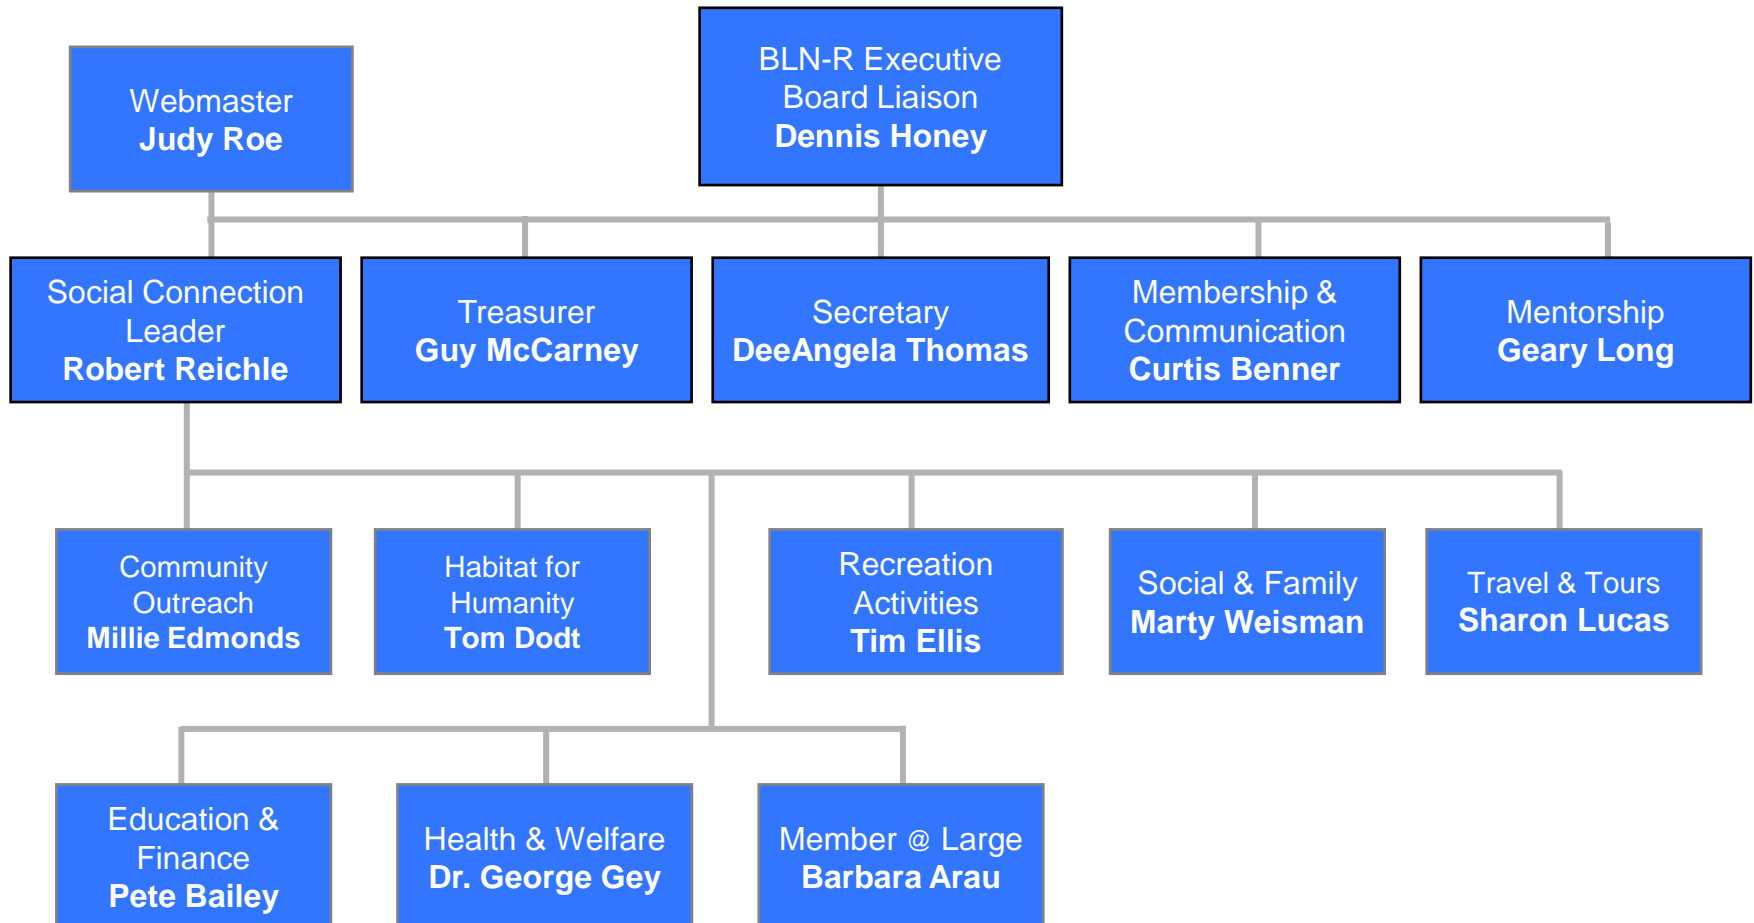 Webmaster
Judy Roe
BLN-R Executive
Board Liaison
Dennis Honey
Social Connection
Leader
Robert Reichle
Treasurer
Guy McCarney
Secretary
DeeAngela Thomas
Membership &
Communication
Curtis Benner
Mentorship
Geary Long
Community
Outreach
Millie Edmonds
Habitat for
Humanity
Tom Dodt
Recreation
Activities
Tim Ellis
Social & Family
Marty Weisman
Travel & Tours
Sharon Lucas
Education &
Finance
Pete Bailey
Health & Welfare
Dr. George Gey
Member @ Large
Barbara Arau